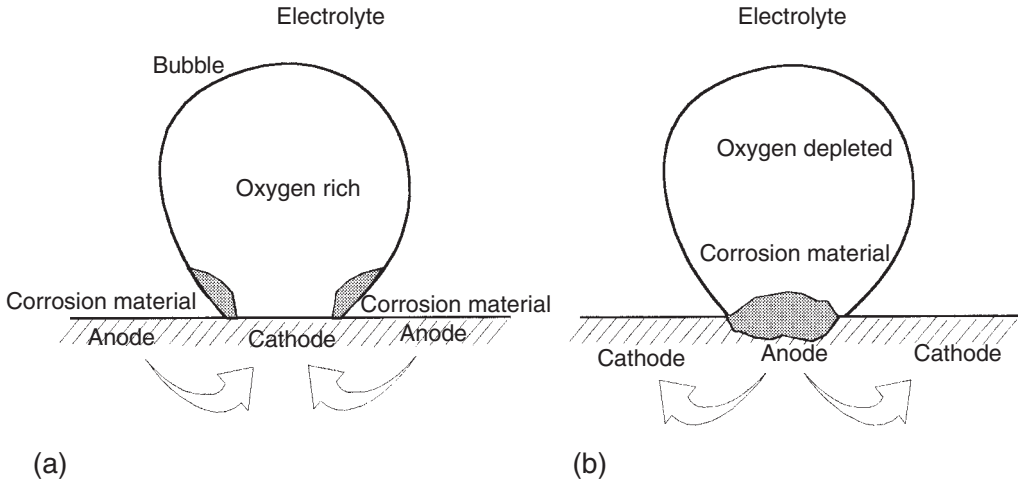 Electrolyte
Bubble
Oxygen rich
Corrosion material
Corrosion material
Anode
Cathode
Anode
(a)
Electrolyte
Oxygen depleted
Corrosion material
Cathode
Anode
Cathode
(b)